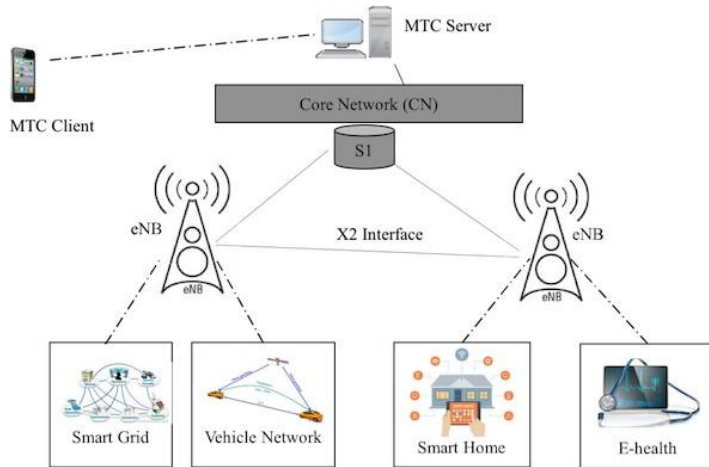 MTC Server
MTC Client
Core Network (CN)
S1
eNB
X2 Interface
eNB
eNB
eNB
Smart Grid
Vehicle Network
Smart Home
E-health